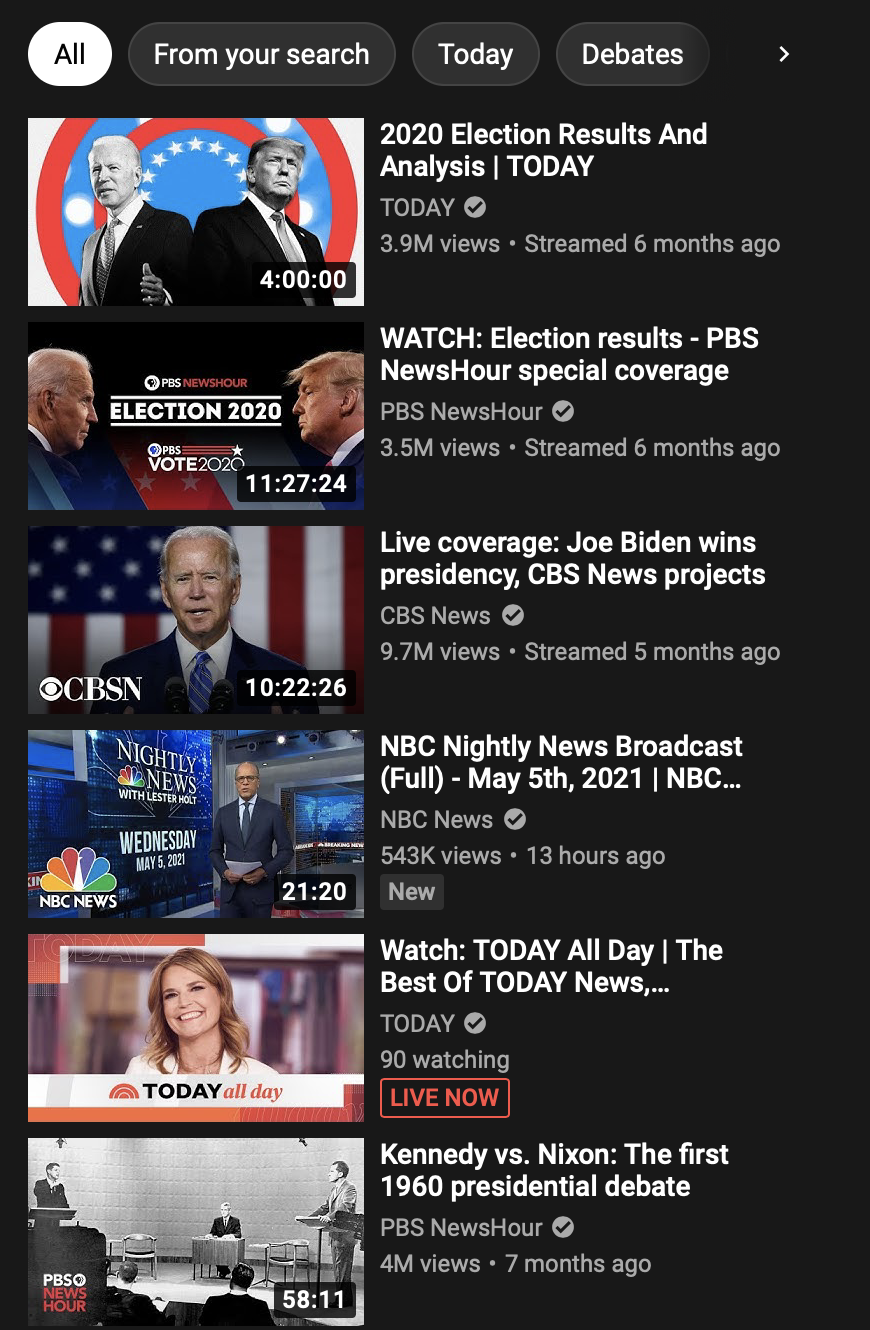 All
From your search
Today
Debates
4:00:00
2020 Election Results And
Analysis | TODAY
TODAY
3.9M views • Streamed 6 months ago
PBS NEWSHOUR
ELECTION 2020
PBS
VOTE2020
11:27:24
WATCH: Election results - PBS
NewsHour special coverage
PBS NewsHour
3.5M views • Streamed 6 months ago
CBSN
10:22:26
Live coverage: Joe Biden wins
presidency, CBS News projects
CBS News
9.7M views • Streamed 5 months ago
NIGHTLY
NEWS
WITH LESTER HOLT
WEDNESDAY
MAY 5, 2021
BREAKING NEWS
NBC NEWS
21:20
NBC Nightly News Broadcast
(Full) - May 5th, 2021 | NBC...
NBC News
543K views • 13 hours ago
New
TODAY
TODAY all day
Watch: TODAY All Day | The
Best Of TODAY News,...
TODAY
90 watching
LIVE NOW
PBS
NEWS
HOUR
58:11
Kennedy vs. Nixon: The first
1960 presidential debate
PBS NewsHour
4M views • 7 months ago